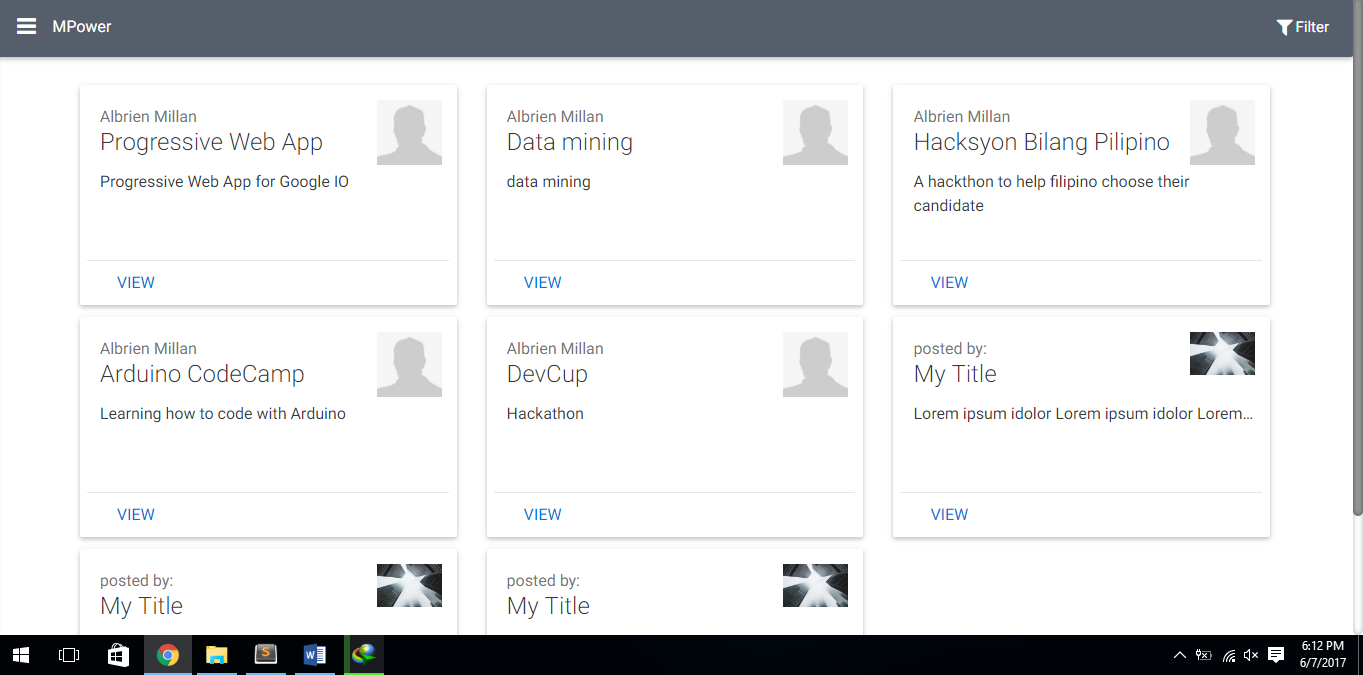 MPower
Filter
Albrien Millan
Progressive Web App
Progressive Web App for Google IO
VIEW
Albrien Millan
Data mining
data mining
VIEW
Albrien Millan
Hacksyon Bilang Pilipino
A hackthon to help filipino choose their
candidate
VIEW
Albrien Millan
Arduino CodeCamp
Learning how to code with Arduino
VIEW
Albrien Millan
DevCup
Hackathon
VIEW
posted by:
My Title
Lorem ipsum idolor Lorem ipsum idolor Lorem...
VIEW
posted by:
My Title
posted by:
My Title
6:12 PM
6/7/2017